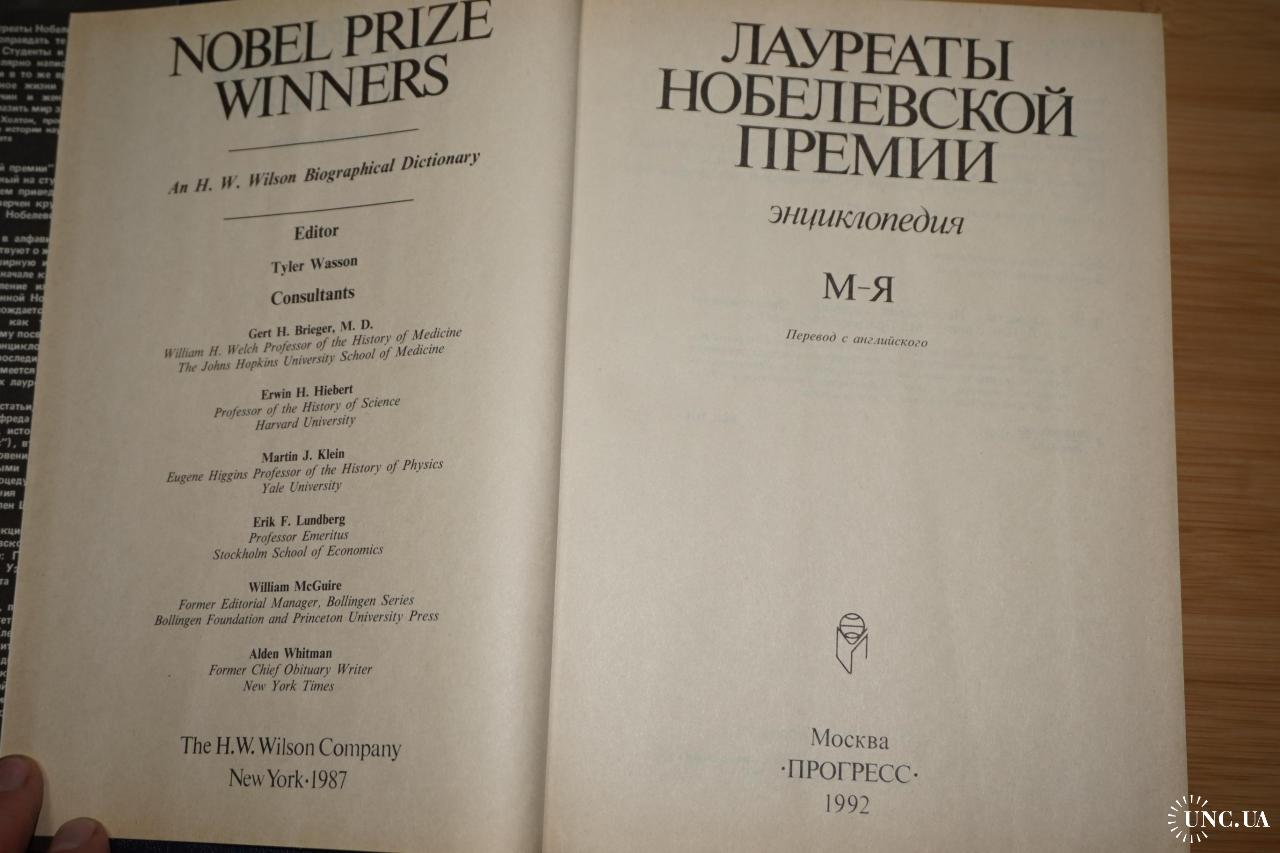 NOBEL PRIZE
WINNERS
An H. W. Wilson Biographical Dictionary
Editor
Tyler Wasson
Consultants
Gert H. Brieger, M. D.
William H. Welch Professor of the History of Medicine
The Johns Hopkins University School of Medicine
Erwin H. Hiebert
Professor of the History of Science
Harvard University
Martin J. Klein
Eugene Higgins Professor of the History of Physics
Yale University
Erik F. Lundberg
Professor Emeritus
Stockholm School of Economics
William McGuire
Former Editorial Manager, Bollingen Series
Bollingen Foundation and Princeton University Press
Alden Whitman
Former Chief Obituary Writer
New York Times
The H.W. Wilson Company
New York·1987
ЛАУРЕАТЫ
НОБЕЛЕВСКОЙ
ПРЕМИИ
энциклопедия
М–Я
Перевод с английского
Москва
·ПРОГРЕСС·
1992
UNC.UA